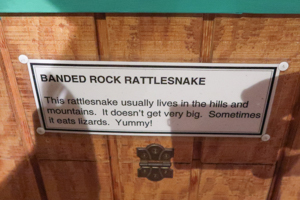 BANDED ROCK RATTLESNAKE
This rattlesnake usually lives in the hills and
mountains. It doesn't get very big. Sometimes
it eats lizards. Yummy!